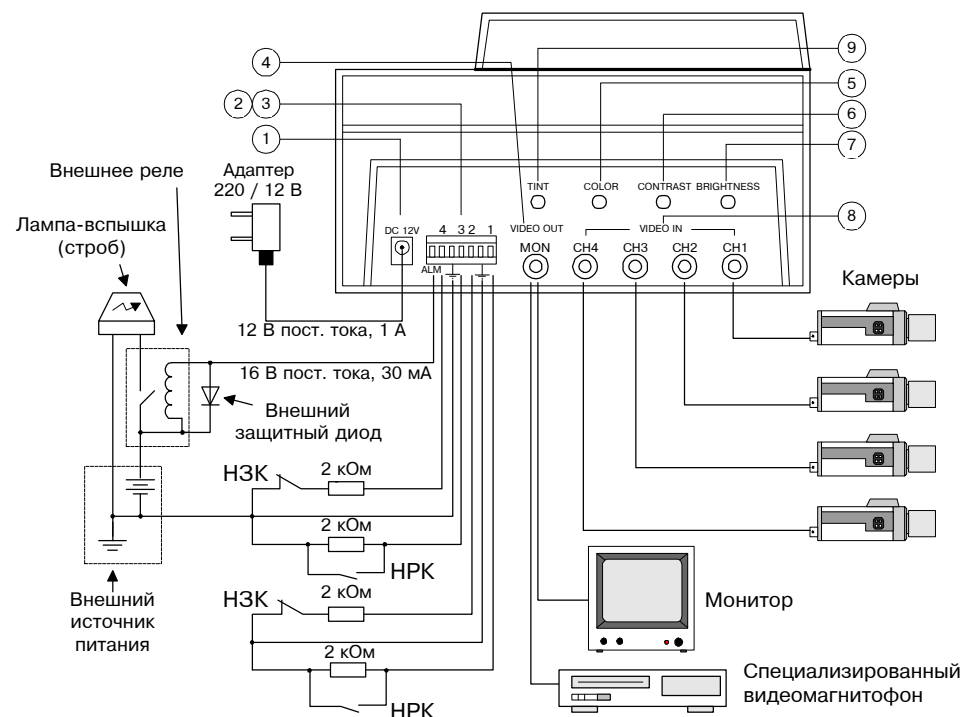 4
9
5
2 3
6
1
7
Внешнее реле
Адаптер
220 / 12 В
TINT
COLOR
CONTRAST
BRIGHTNESS
8
Лампа-вспышка
(строб)
DC 12V
4 3 2 1
VIDEO OUT
VIDEO IN
MON
CH4
CH3
CH2
CH1
ALM
Камеры
12 В пост. тока, 1 А
16 В пост. тока, 30 мА
Внешний
защитный диод
НЗК
2 кОм
2 кОм
НРК
Внешний
источник
питания
НЗК
2 кОм
2 кОм
НРК
Монитор
Специализированный
видеомагнитофон